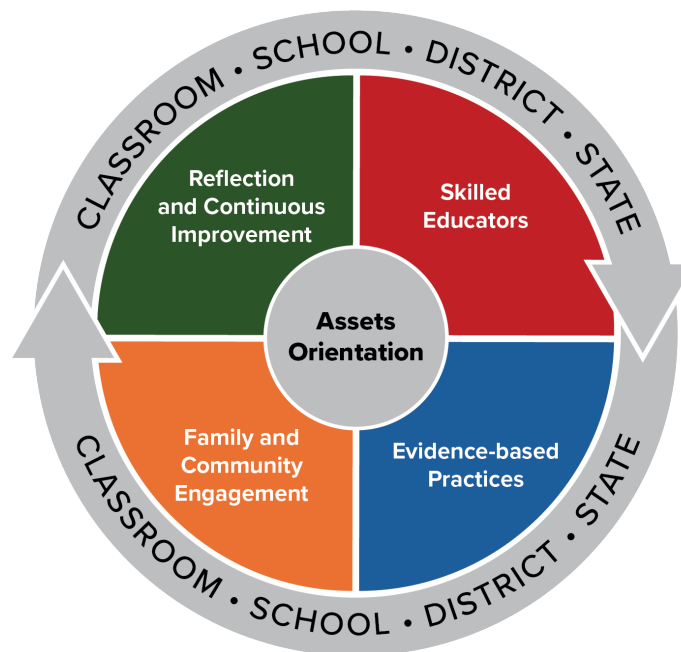 CLASSROOM • SCHOOL • DISTRICT • STATE
Reflection
and Continuous
Improvement
Skilled
Educators
Assets
Orientation
Family and
Community
Engagement
Evidence-based
Practices
CLASSROOM • SCHOOL • DISTRICT • STATE